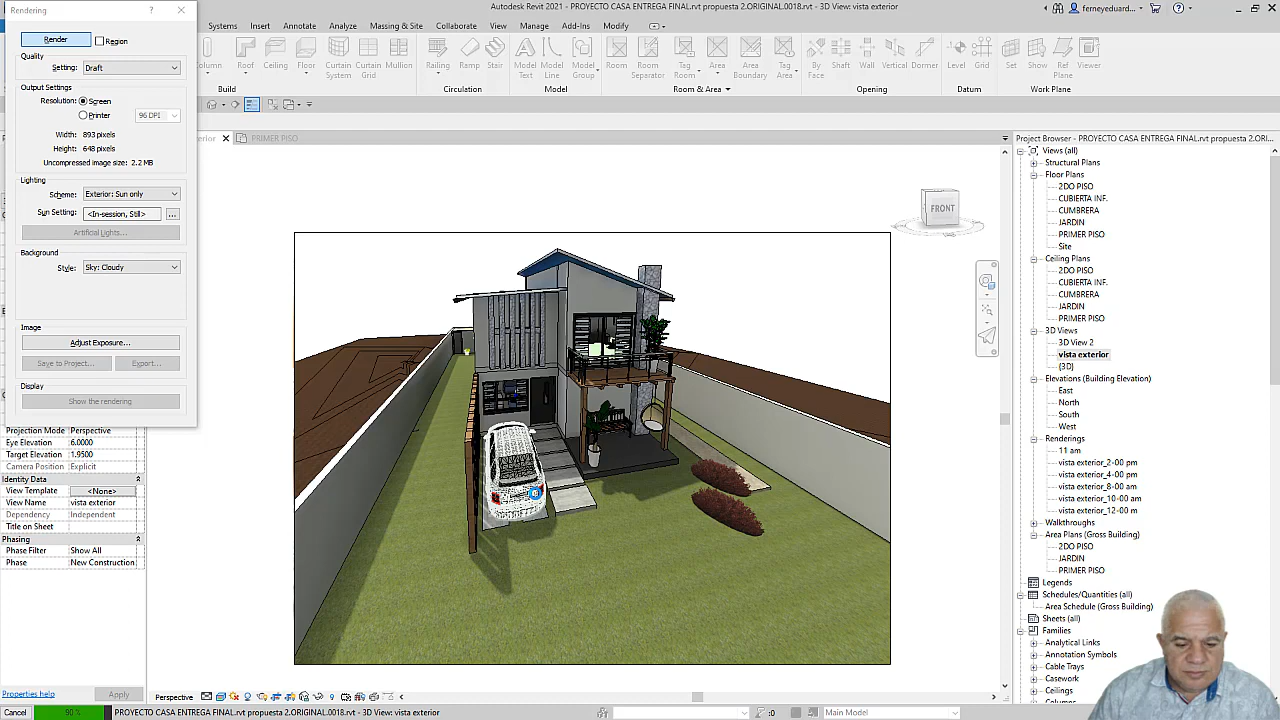 Rendering
?
Autodesk Revit 2021 - PROYECTO CASA ENTREGA FINAL.rvt propuesta 2.ORIGINAL.0018.rvt - 3D View: vista exterior
ferneyeduard...
Systems Insert Annotate Analyze Massing & Site Collaborate View Manage Add-Ins Modify
Roof Ceiling Floor Curtain System Curtain Grid Mullion
Railing Ramp Stair
Model Text Model Line Model Group
Room Room Separator Tag Room Area Area Boundary Tag Area
By Face Shaft Wall Vertical Dormer
Level Grid
Set Show Ref Plane Viewer
Build Circulation Model Room & Area Opening Datum Work Plane
Render
Region
Quality
Setting: Draft
Output Settings
Resolution: Screen
Printer 96 DPI
Width: 893 pixels
Height: 648 pixels
Uncompressed image size: 2.2 MB
Lighting
Scheme: Exterior: Sun only
Sun Setting: <In-session, Still> ...
Artificial Lights...
Background
Style: Sky: Cloudy
Image
Adjust Exposure...
Save to Project... Export...
Display
Show the rendering
Projection Mode Perspective
Eye Elevation 6.0000
Target Elevation 1.9500
Camera Position Explicit
Identity Data
View Template <None>
View Name vista exterior
Dependency Independent
Title on Sheet
Phasing
Phase Filter Show All
Phase New Construction
Properties help Apply
PRIMER PISO
FRONT
Perspective
Project Browser - PROYECTO CASA ENTREGA FINAL.rvt propuesta 2.ORI...
Views (all)
Structural Plans
Floor Plans
2DO PISO
CUBIERTA INF.
CUMBRERA
JARDIN
PRIMER PISO
Site
Ceiling Plans
2DO PISO
CUBIERTA INF.
CUMBRERA
JARDIN
PRIMER PISO
3D Views
3D View 2
vista exterior
{3D}
Elevations (Building Elevation)
East
North
South
West
Renderings
11 am
vista exterior_2-00 pm
vista exterior_4-00 pm
vista exterior_8-00 am
vista exterior_10-00 am
vista exterior_12-00 m
Walkthroughs
Area Plans (Gross Building)
2DO PISO
JARDIN
PRIMER PISO
Legends
Schedules/Quantities (all)
Area Schedule (Gross Building)
Sheets (all)
Families
Analytical Links
Annotation Symbols
Cable Trays
Casework
Ceilings
Cancel 90 % PROYECTO CASA ENTREGA FINAL.rvt propuesta 2.ORIGINAL.0018.rvt - 3D View: vista exterior
:0
Main Model